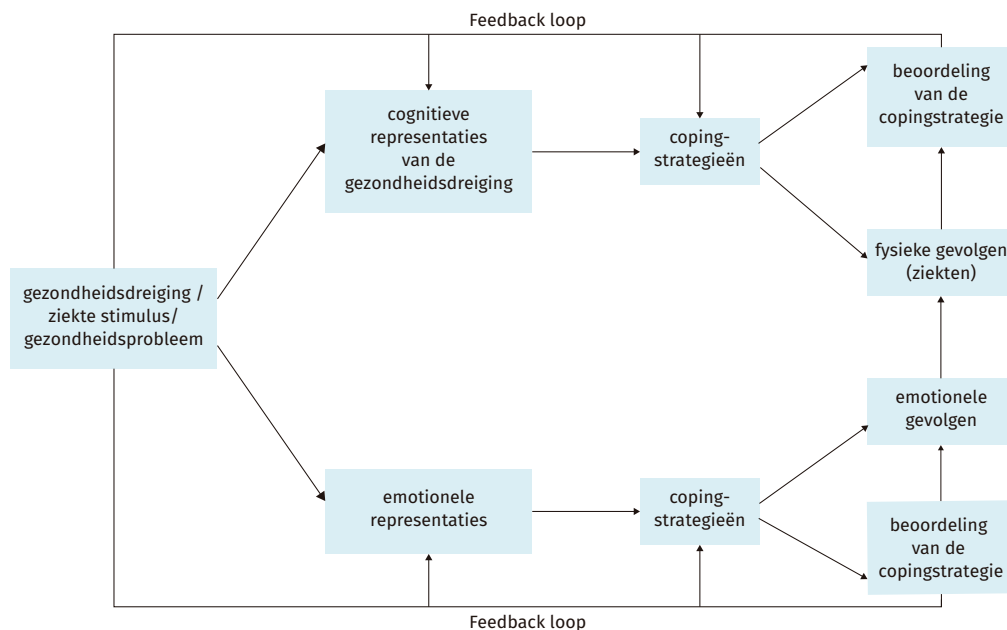 Feedback loop
beoordeling
van de
copingstrategie
cognitieve
representaties
van de
gezondheidsdreiging
coping-
strategieën
fysieke gevolgen
(ziekten)
gezondheidsdreiging /
ziekte stimulus/
gezondheidsprobleem
emotionele
gevolgen
emotionele
representaties
coping-
strategieën
beoordeling
van de
copingstrategie
Feedback loop